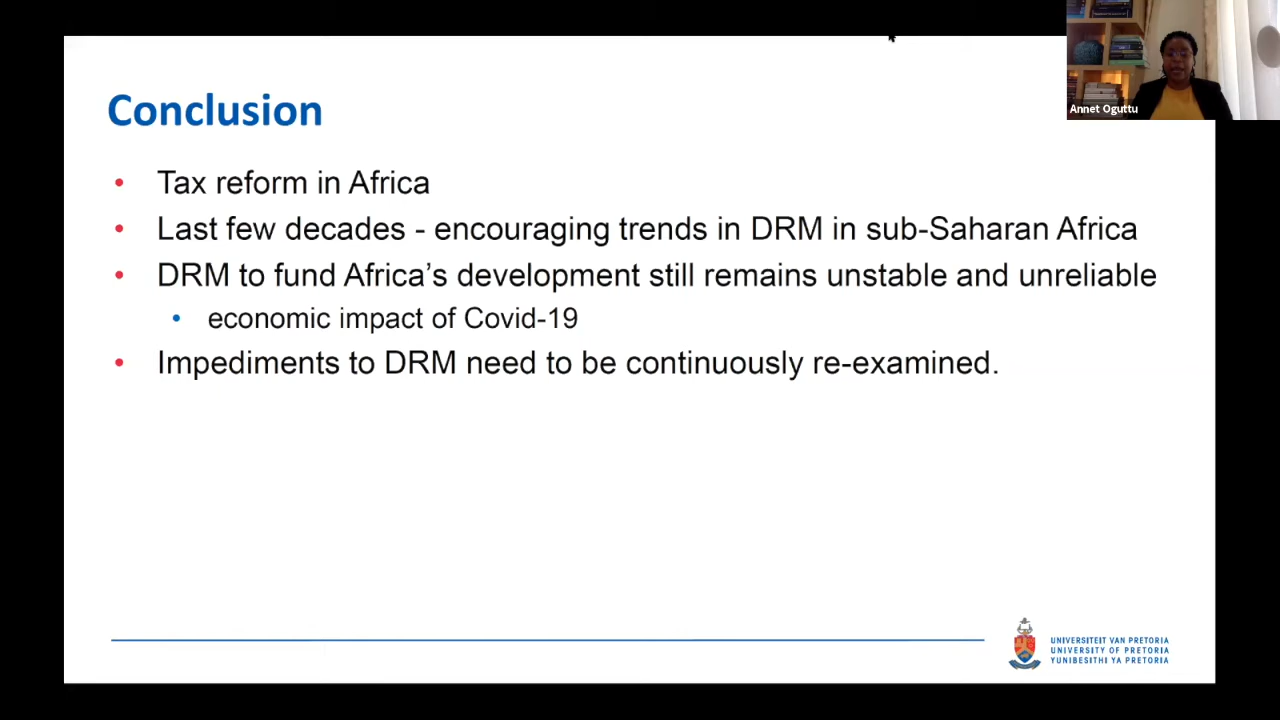 Annet Oguttu
Conclusion
• Tax reform in Africa
• Last few decades - encouraging trends in DRM in sub-Saharan Africa
• DRM to fund Africa's development still remains unstable and unreliable
• economic impact of Covid-19
• Impediments to DRM need to be continuously re-examined.
UNIVERSITEIT VAN PRETORIA
UNIVERSITY OF PRETORIA
YUNIBESITHI YA PRETORIA